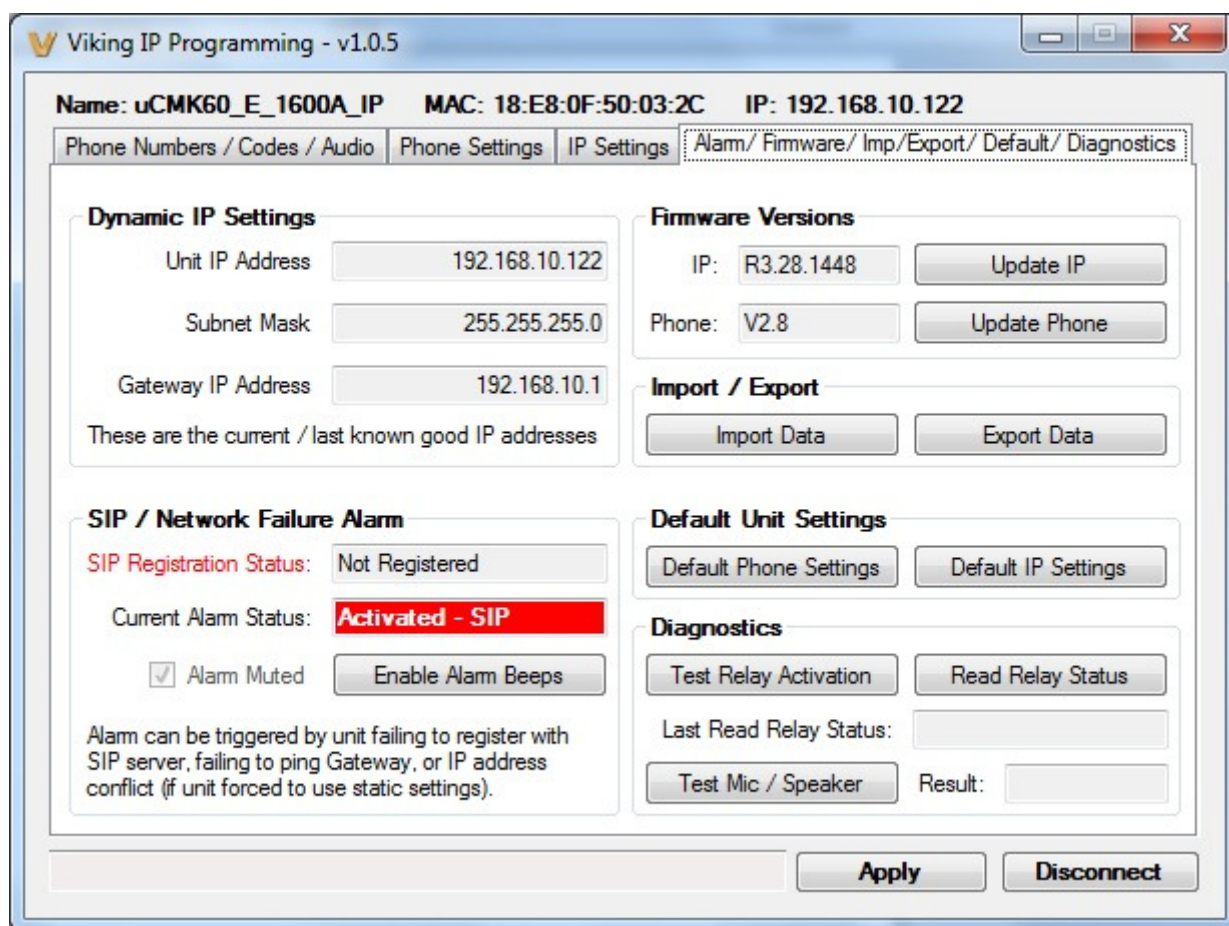 Viking IP Programming - v1.0.5
Name: uCMK60_E_1600A_IP MAC: 18:E8:0F:50:03:2C IP: 192.168.10.122
Phone Numbers / Codes / Audio Phone Settings IP Settings Alarm/ Firmware/ Imp/Export/ Default/ Diagnostics
Dynamic IP Settings
Unit IP Address 192.168.10.122
Subnet Mask 255.255.255.0
Gateway IP Address 192.168.10.1
These are the current / last known good IP addresses
SIP / Network Failure Alarm
SIP Registration Status: Not Registered
Current Alarm Status: Activated - SIP
Alarm Muted Enable Alarm Beeps
Alarm can be triggered by unit failing to register with
SIP server, failing to ping Gateway, or IP address
conflict (if unit forced to use static settings).
Firmware Versions
IP: R3.28.1448 Update IP
Phone: V2.8 Update Phone
Import / Export
Import Data Export Data
Default Unit Settings
Default Phone Settings Default IP Settings
Diagnostics
Test Relay Activation Read Relay Status
Last Read Relay Status:
Test Mic / Speaker Result:
Apply Disconnect